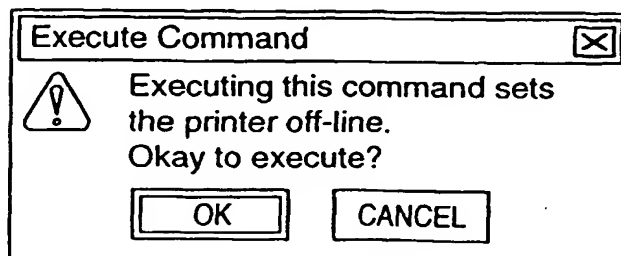 Execute Command
Executing this command sets
the printer off-line.
Okay to execute?
OK CANCEL